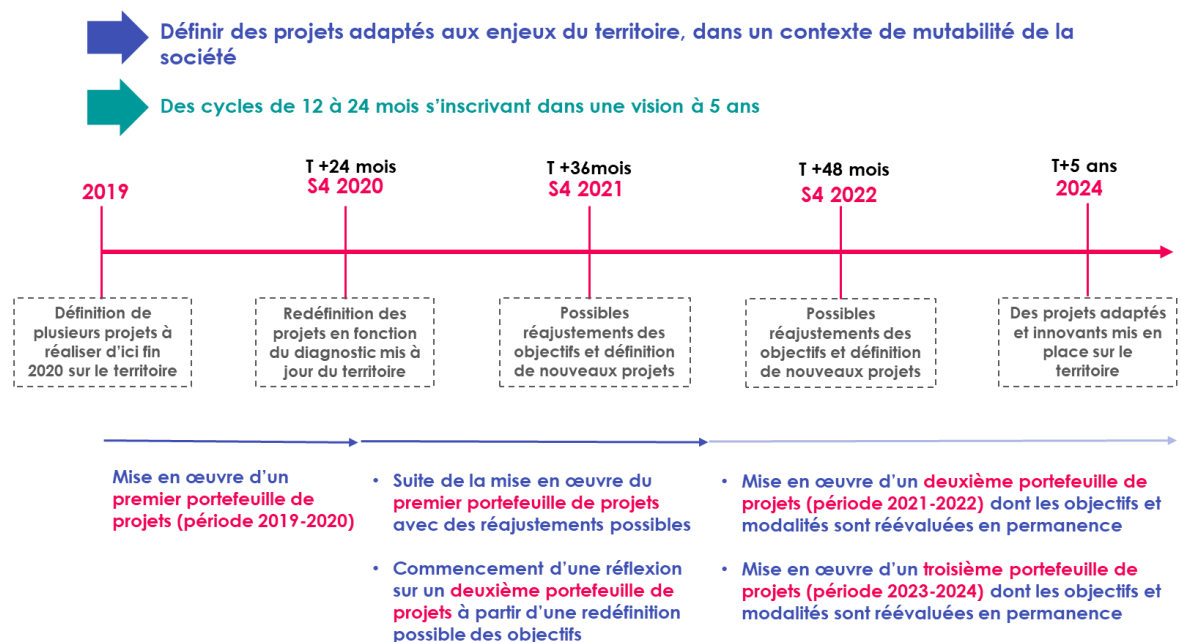 Définir des projets adaptés aux enjeux du territoire, dans un contexte de mutabilité de la
société
Des cycles de 12 à 24 mois s'inscrivant dans une vision à 5 ans
2019
T +24 mois
S4 2020
T +36mois
S4 2021
T +48 mois
S4 2022
T+5 ans
2024
Définition de
plusieurs projets à
réaliser d'ici fin
2020 sur le territoire
Redéfinition des
projets en fonction
du diagnostic mis à
jour du territoire
Possibles
réajustements des
objectifs et définition
de nouveaux projets
Possibles
réajustements des
objectifs et définition
de nouveaux projets
Des projets adaptés
et innovants mis en
place sur le
territoire
Mise en œuvre d'un
premier portefeuille de
projets (période 2019-2020)
• Suite de la mise en œuvre du
premier portefeuille de projets
avec des réajustements possibles
• Commencement d'une réflexion
sur un deuxième portefeuille de
projets à partir d'une redéfinition
possible des objectifs
• Mise en œuvre d'un deuxième portefeuille de
projets (période 2021-2022) dont les objectifs et
modalités sont réévaluées en permanence
• Mise en œuvre d'un troisième portefeuille de
projets (période 2023-2024) dont les objectifs et
modalités sont réévaluées en permanence